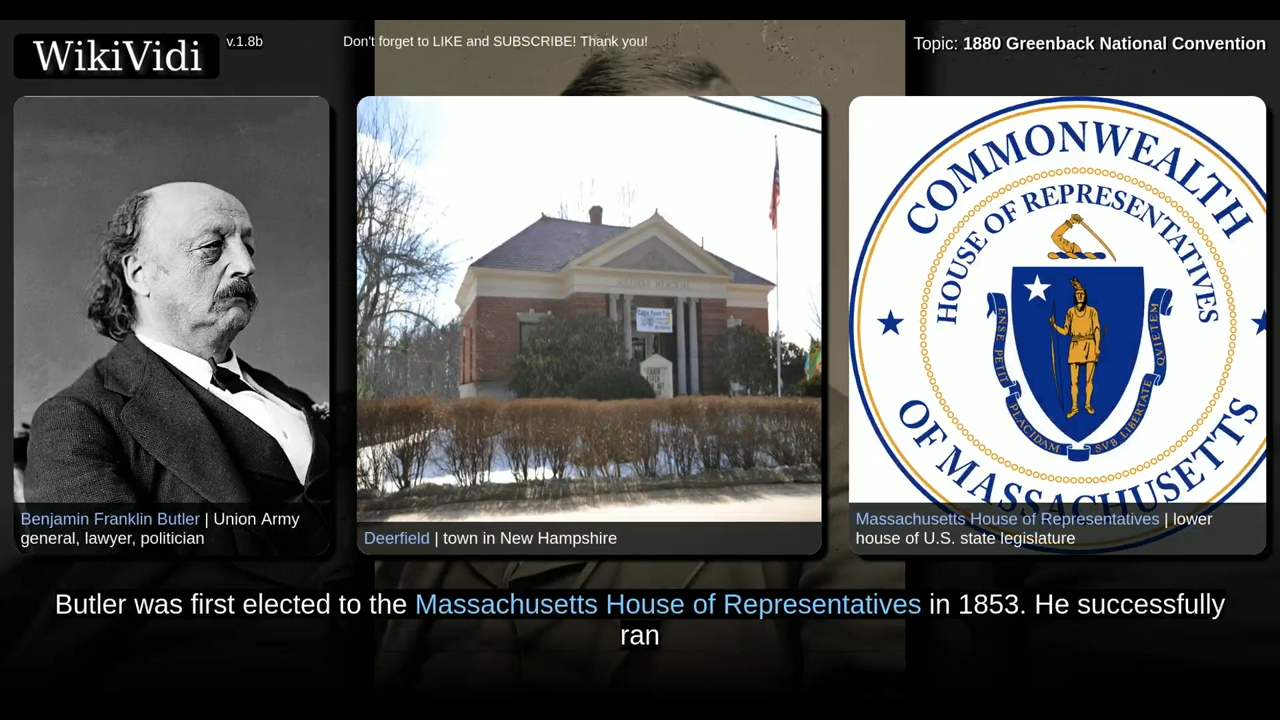 WikiVidi
v.1.8b
Don't forget to LIKE and SUBSCRIBE! Thank you!
Topic: 1880 Greenback National Convention
COMMONWEALTH
HOUSE OF REPRESENTATIVES
ENSE PETIT
PLACIDAM
SVB LIBERTATE
QVIETEM
OF MASSACHUSETTS
Benjamin Franklin Butler | Union Army
general, lawyer, politician
Deerfield | town in New Hampshire
Massachusetts House of Representatives | lower
house of U.S. state legislature
Butler was first elected to the Massachusetts House of Representatives in 1853. He successfully
ran